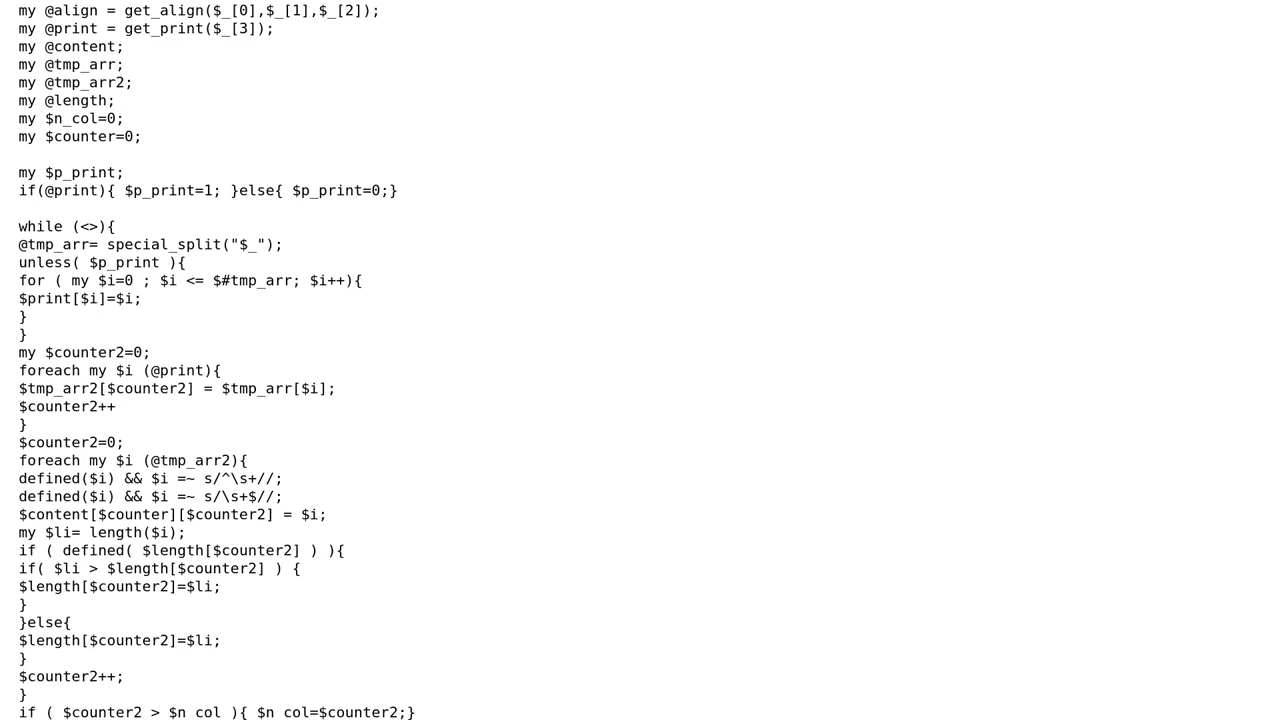 my @align = get_align($_[0],$_[1],$_[2]);
my @print = get_print($_[3]);
my @content;
my @tmp_arr;
my @tmp_arr2;
my @length;
my $n_col=0;
my $counter=0;
my $p_print;
if(@print){ $p_print=1; }else{ $p_print=0;}
while (<>){
@tmp_arr= special_split("$_");
unless( $p_print ){
for ( my $i=0 ; $i <= $#tmp_arr; $i++){
$print[$i]=$i;
}
}
my $counter2=0;
foreach my $i (@print){
$tmp_arr2[$counter2] = $tmp_arr[$i];
$counter2++
}
$counter2=0;
foreach my $i (@tmp_arr2){
defined($i) && $i =~ s/^\s+//;
defined($i) && $i =~ s/\s+$//;
$content[$counter][$counter2] = $i;
my $li= length($i);
if ( defined( $length[$counter2] ) ){
if( $li > $length[$counter2] ) {
$length[$counter2]=$li;
}
}else{
$length[$counter2]=$li;
}
$counter2++;
}
if ( $counter2 > $n_col ){ $n_col=$counter2;}